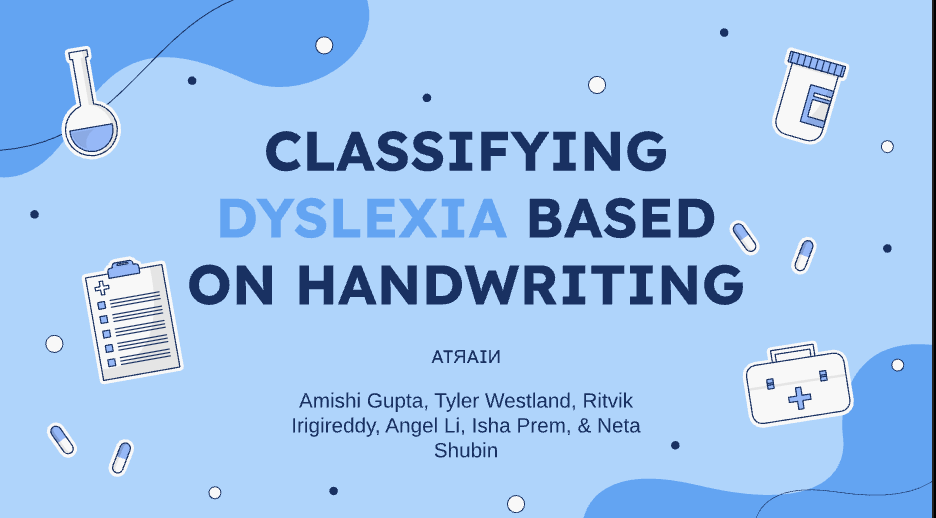 CLASSIFYING
DYSLEXIA BASED
ON HANDWRITING
ATЯAIИ
Amishi Gupta, Tyler Westland, Ritvik
Irigireddy, Angel Li, Isha Prem, & Neta
Shubin